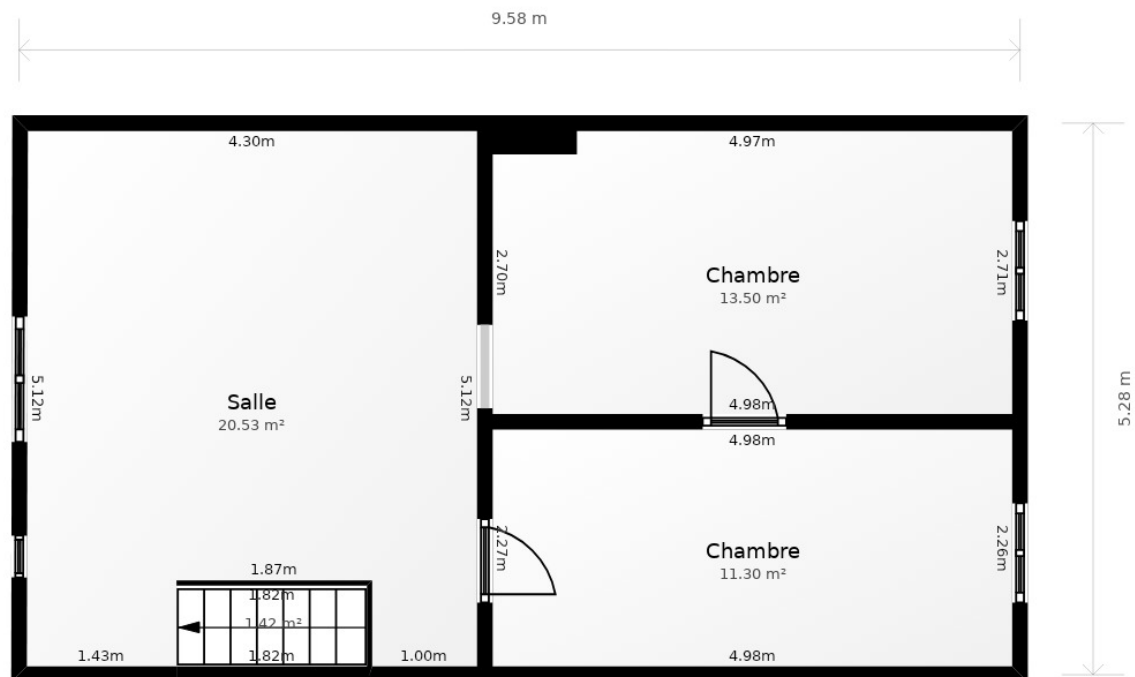 9.58 m
4.30m
4.97m
2.70m
2.71m
Chambre
13.50 m²
5.28 m
5.12m
5.12m
Salle
20.53 m²
4.98m
4.98m
2.27m
2.26m
Chambre
11.30 m²
1.87m
1.82m
1.42 m²
1.43m
1.82m
1.00m
4.98m